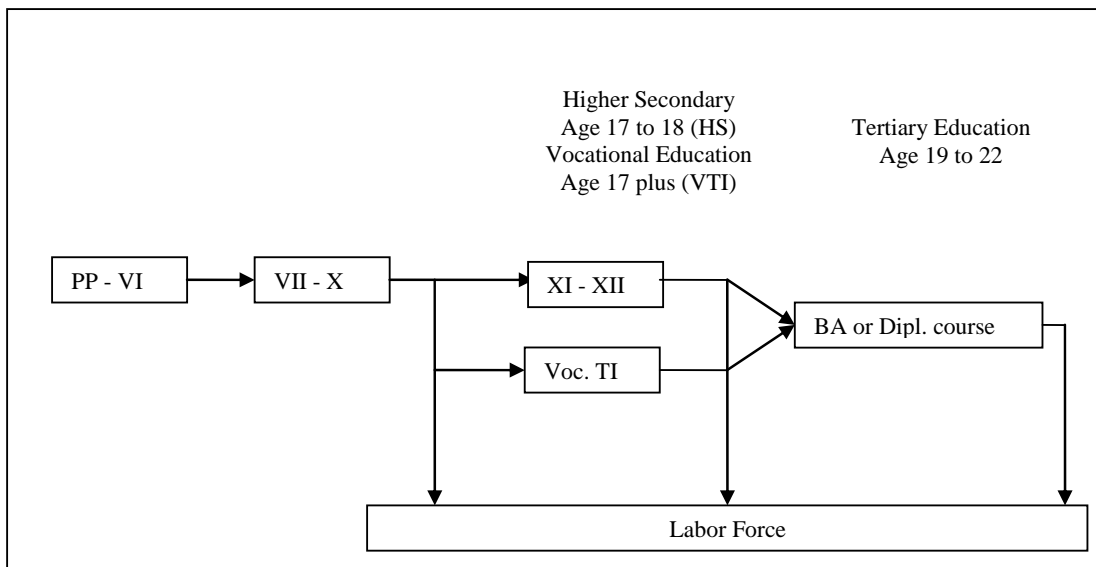 Higher Secondary
Age 17 to 18 (HS)
Vocational Education
Age 17 plus (VTI)
Tertiary Education
Age 19 to 22
PP - VI
VII - X
XI - XII
BA or Dipl. course
Voc. TI
Labor Force